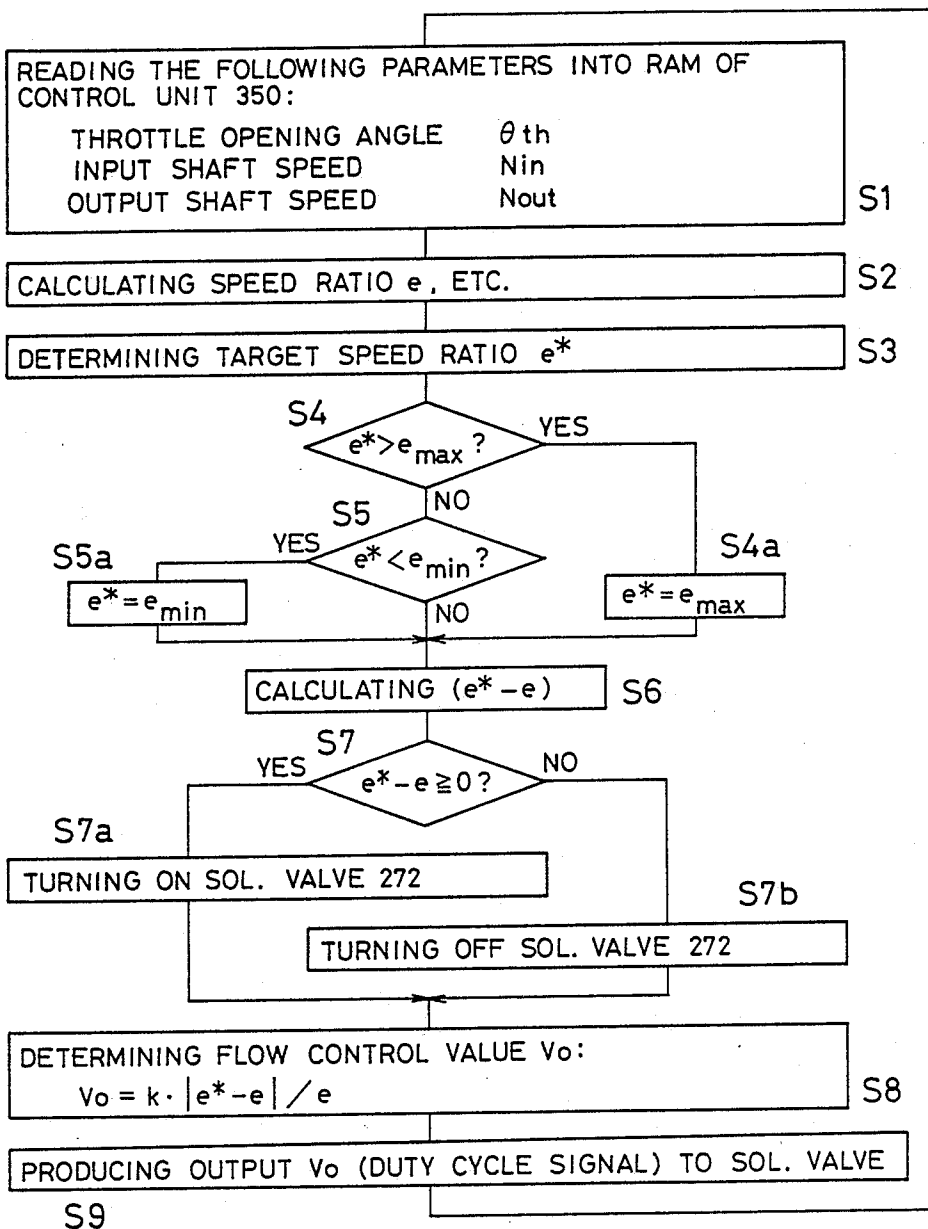 READING THE FOLLOWING PARAMETERS INTO RAM OF
CONTROL UNIT 350:
THROTTLE OPENING ANGLE θth
INPUT SHAFT SPEED Nin
OUTPUT SHAFT SPEED Nout
S1
CALCULATING SPEED RATIO e, ETC.
S2
DETERMINING TARGET SPEED RATIO e*
S3
S4
e*>emax?
YES
NO
S5
YES
e*<emin?
NO
S5a
e*=emin
S4a
e*=emax
CALCULATING (e*-e)
S6
S7
YES
e*-e≧0?
NO
S7a
TURNING ON SOL. VALVE 272
S7b
TURNING OFF SOL. VALVE 272
DETERMINING FLOW CONTROL VALUE Vo:
Vo=k·|e*-e|/e
S8
PRODUCING OUTPUT Vo (DUTY CYCLE SIGNAL) TO SOL. VALVE
S9